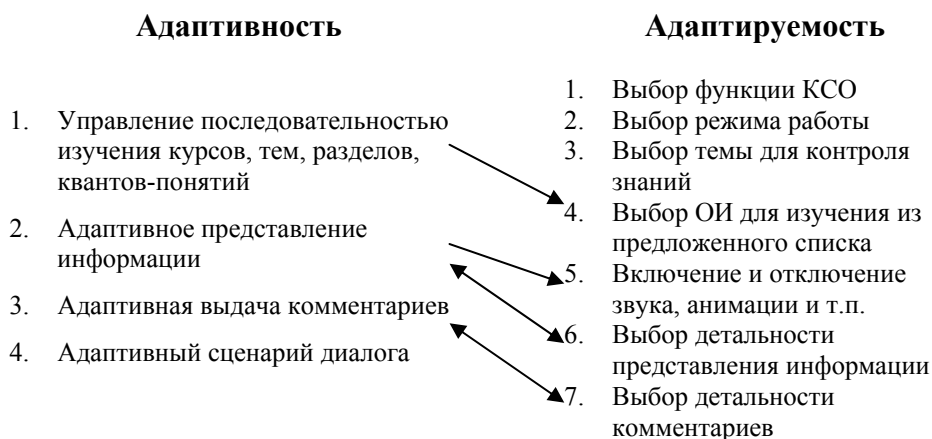 Адаптивность
1. Управление последовательностью
изучения курсов, тем, разделов,
квантов-понятий
2. Адаптивное представление
информации
3. Адаптивная выдача комментариев
4. Адаптивный сценарий диалога
Адаптируемость
1. Выбор функции КСО
2. Выбор режима работы
3. Выбор темы для контроля
знаний
4. Выбор ОИ для изучения из
предложенного списка
5. Включение и отключение
звука, анимации и т.п.
6. Выбор детальности
представления информации
7. Выбор детальности
комментариев